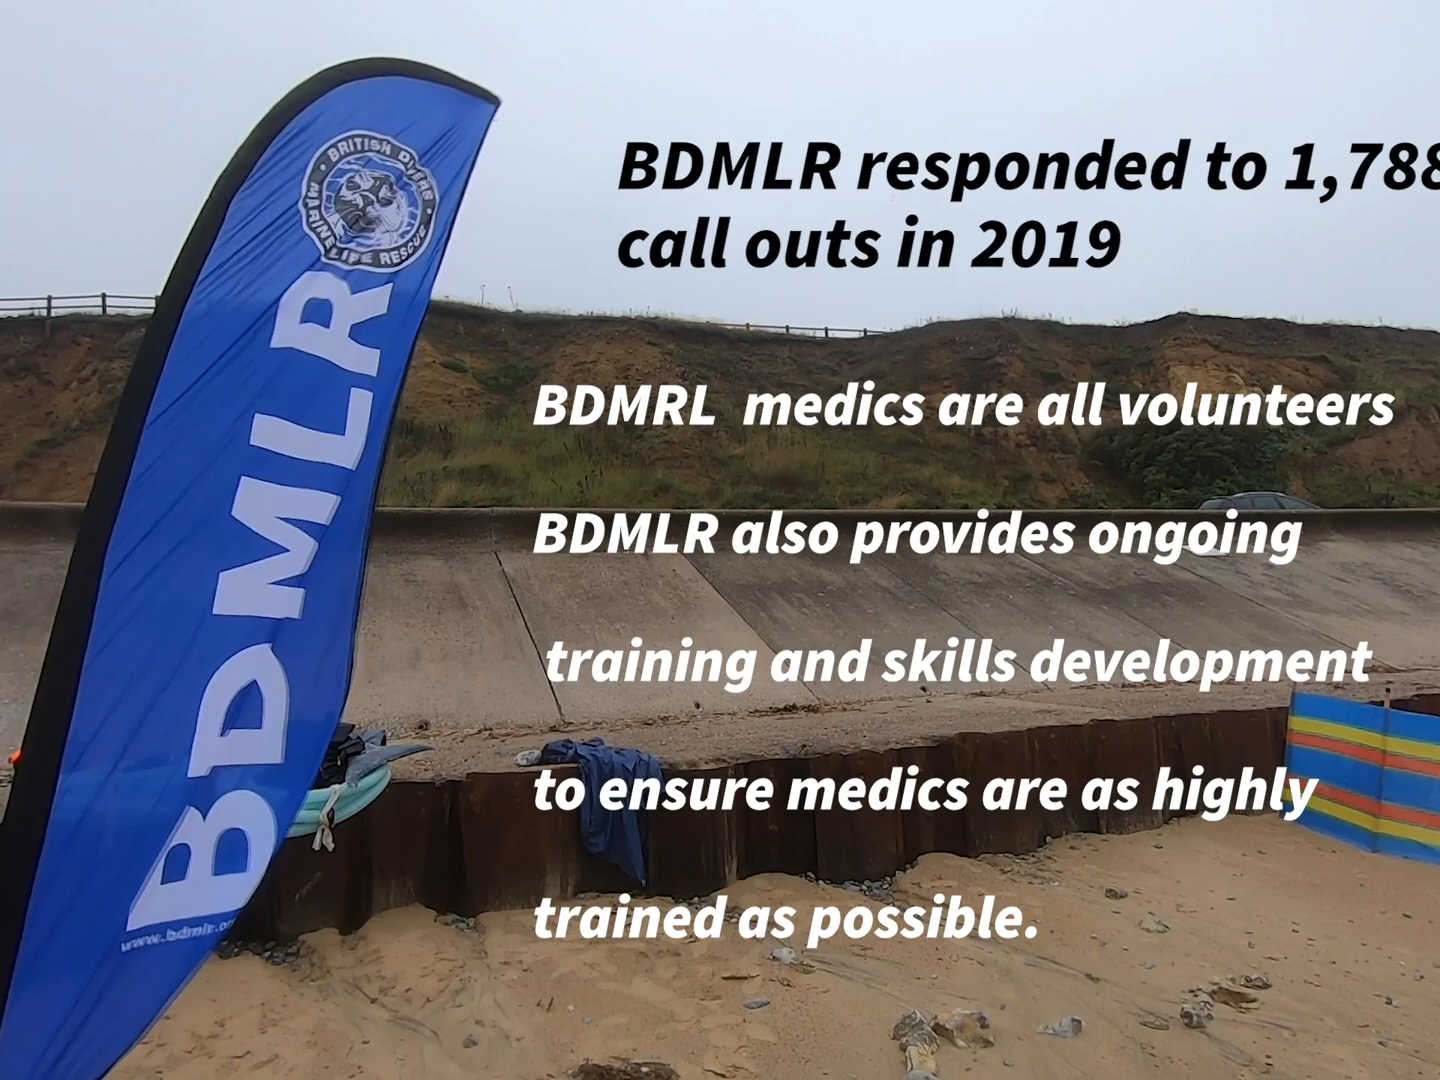 BRITISH DIVERS
MARINE LIFE RESCUE
BDMLR
BDMLR responded to 1,788
call outs in 2019
BDMRL medics are all volunteers
BDMLR also provides ongoing
training and skills development
to ensure medics are as highly
trained as possible.